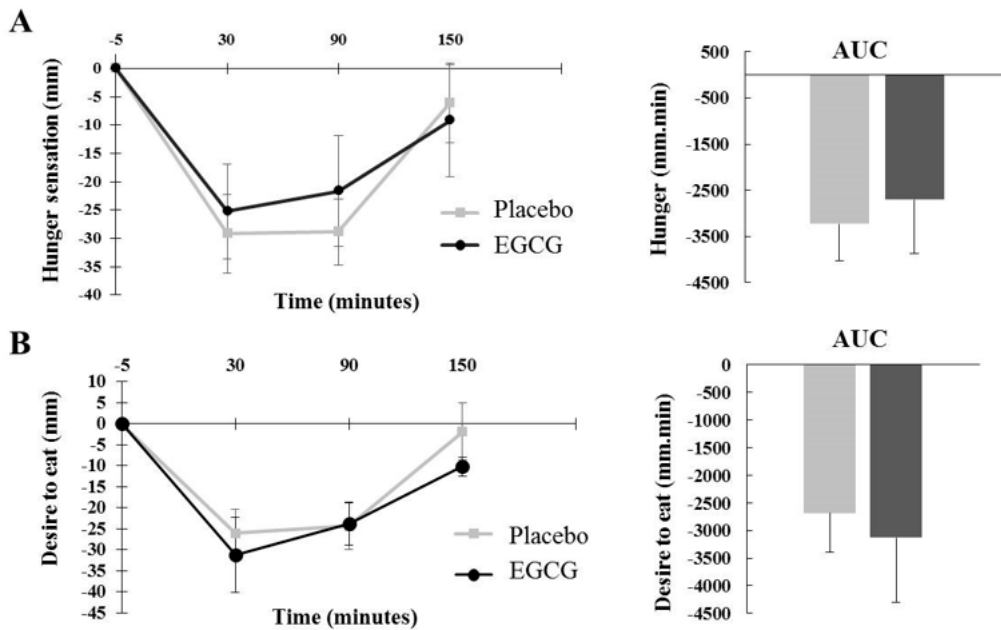 A
-5 30 90 150
0
-5
-10
-15
-20
-25
-30
-35
-40
Hunger sensation (mm)
Placebo
EGCG
Time (minutes)
AUC
500
-500
-1500
-2500
-3500
-4500
Hunger (mm.min)
B
-5 30 90 150
10
5
0
-5
-10
-15
-20
-25
-30
-35
-40
-45
Desire to eat (mm)
Placebo
EGCG
Time (minutes)
AUC
0
-500
-1000
-1500
-2000
-2500
-3000
-3500
-4000
-4500
Desire to eat (mm.min)